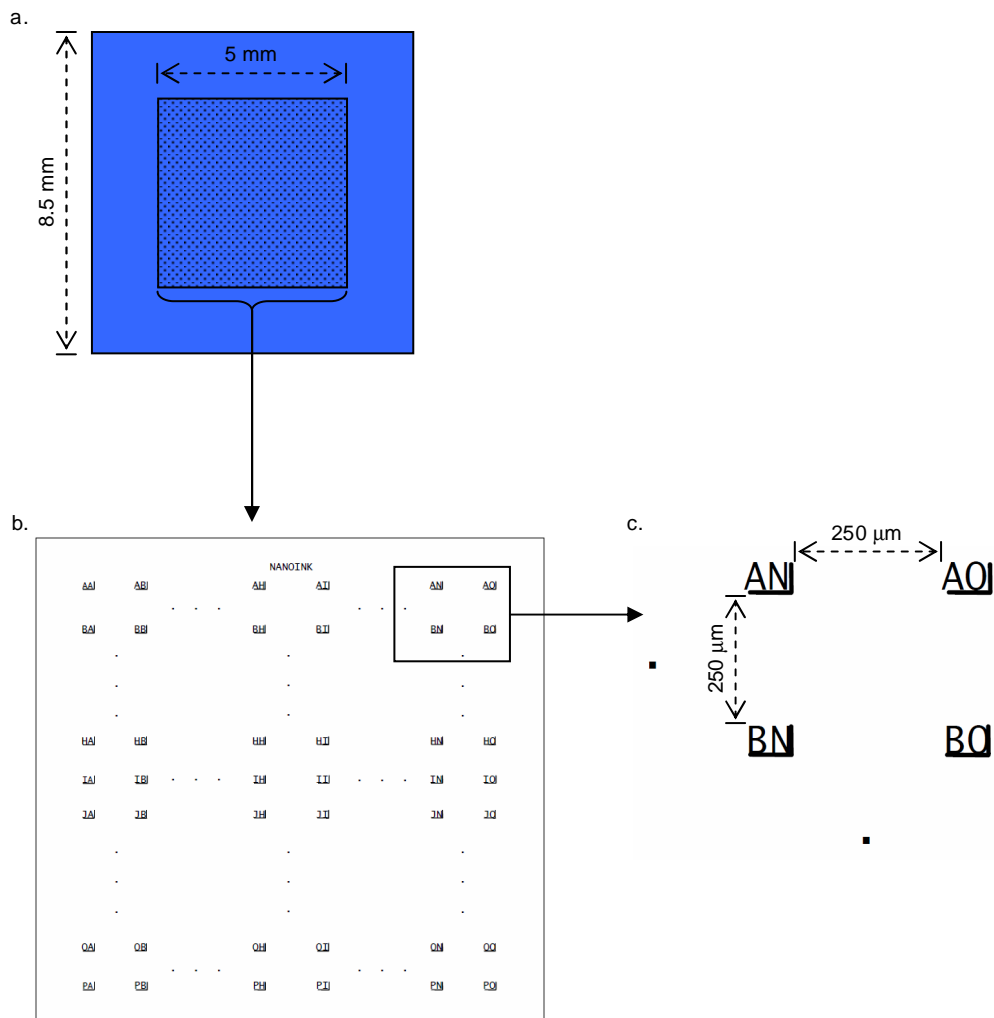 a.
5 mm
8.5 mm
b.
NANOINK
AA AB . . . AH AI . . . AN AO
BA BB BH BI BN BO
HA HB HH HI HN HO
IA IB . . . IH II . . . IN IO
JA JB JH JI JN JO
OA OB OH OI ON OO
PA PB . . . PH PI . . . PN PO
c.
250 μm
AN AO
250 μm
BN BO